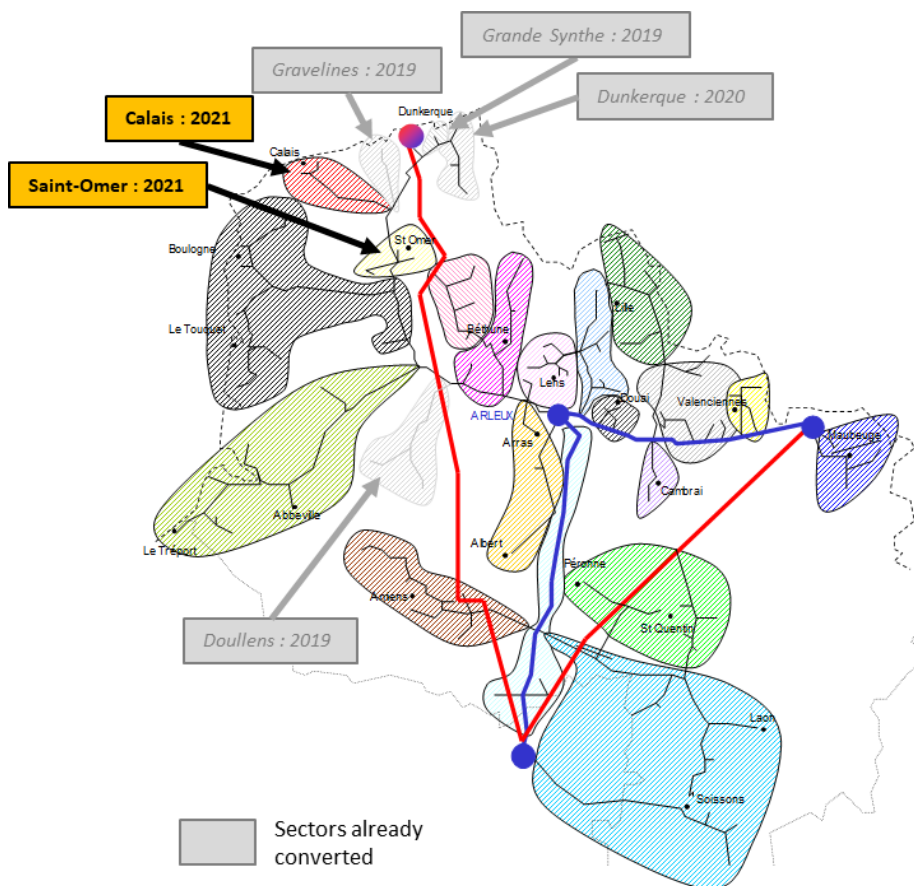 Grande Synthe : 2019
Gravelines : 2019
Dunkerque : 2020
Calais : 2021
Saint-Omer : 2021
Dunkerque
Calais
St Omer
Boulogne
Le Touquet
Béthune
Lille
Lens
ARLEUX
Douai
Valenciennes
Arras
Maubeuge
Cambrai
Abbeville
Le Tréport
Albert
Péronne
Amiens
St Quentin
Doullens : 2019
Laon
Soissons
Sectors already
converted